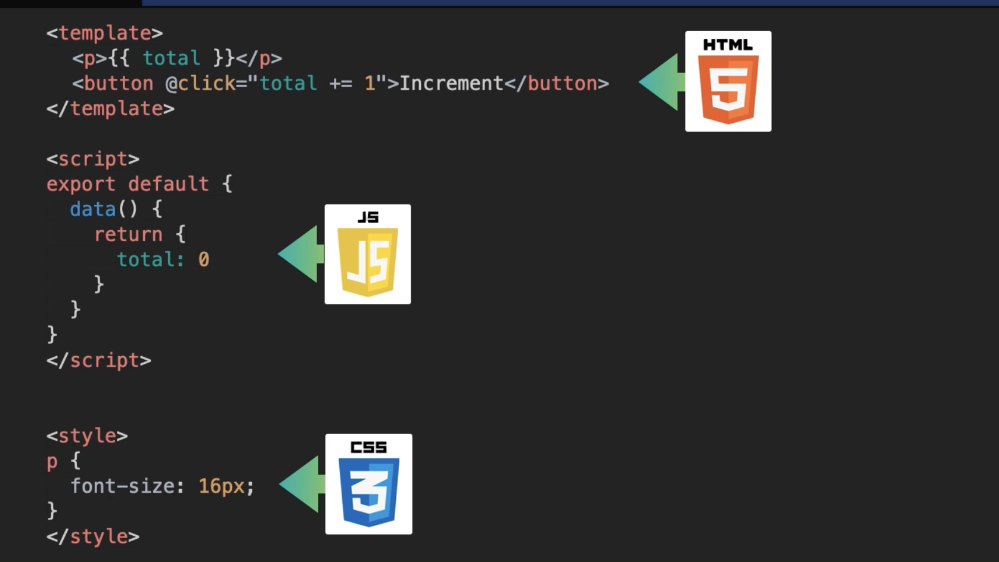 <template>
<p>{{ total }}</p>
<button @click="total += 1">Increment</button>
</template>
HTML
5
<script>
export default {
data() {
return {
total: 0
}
}
}
</script>
JS
JS
<style>
p {
font-size: 16px;
}
</style>
CSS
3